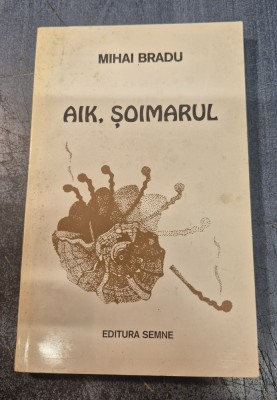 MIHAI BRADU
AIK, ȘOIMARUL
EDITURA SEMNE